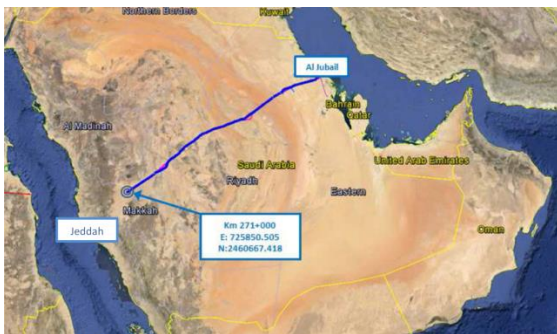 Northern Borders
Kuwait
Al Jubail
Bahrain
Qatar
Al Madinah
Saudi Arabia
United Arab Emirates
Riyadh
Eastern
Makkah
Jeddah
Km 271+000
E: 725850.505
N:2460667.418
Oman